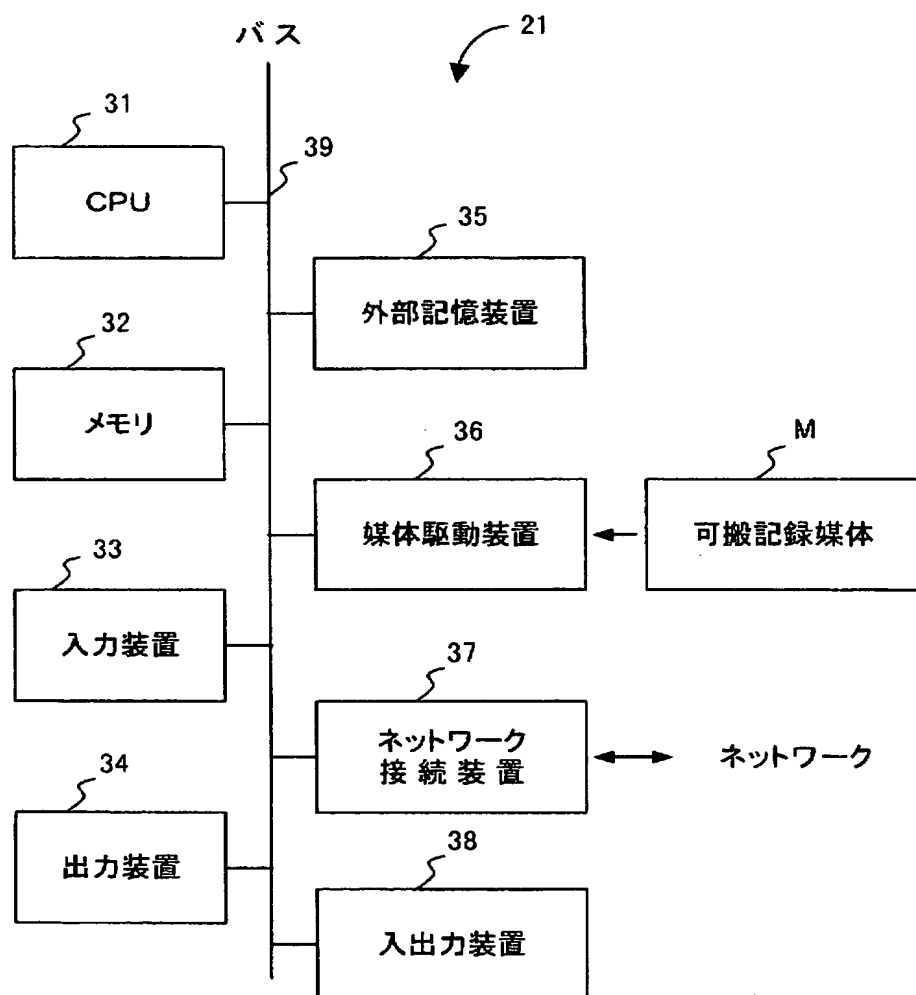 バス
21
31
39
CPU
35
外部記憶装置
32
メモリ
36
M
媒体駆動装置
可搬記録媒体
33
入力装置
37
ネットワーク
接続装置
ネットワーク
34
出力装置
38
入出力装置